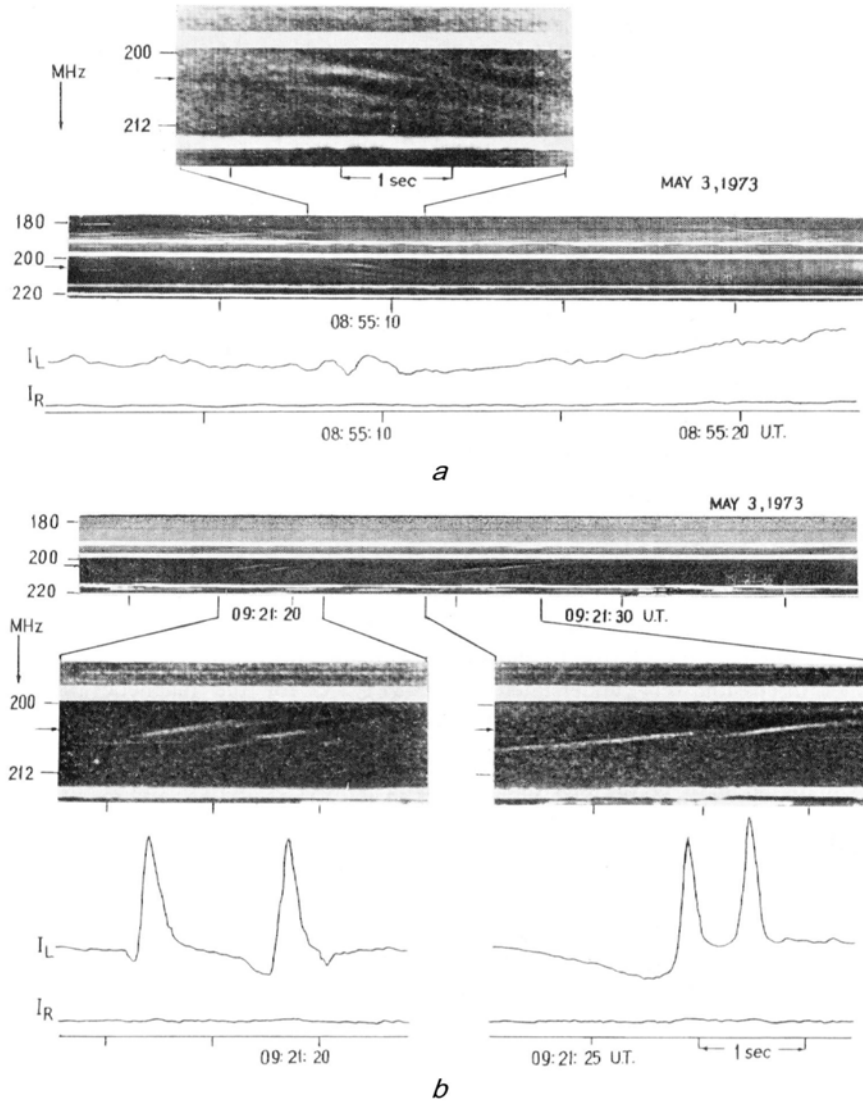 200
MHz
212
1 sec
MAY 3, 1973
180
200
220
08:55:10
I_L
I_R
08:55:10 08:55:20 U.T.
a
MAY 3, 1973
180
200
220
09:21:20 09:21:30 U.T.
MHz
200
212
I_L
I_R
09:21:20 09:21:25 U.T. 1 sec
b